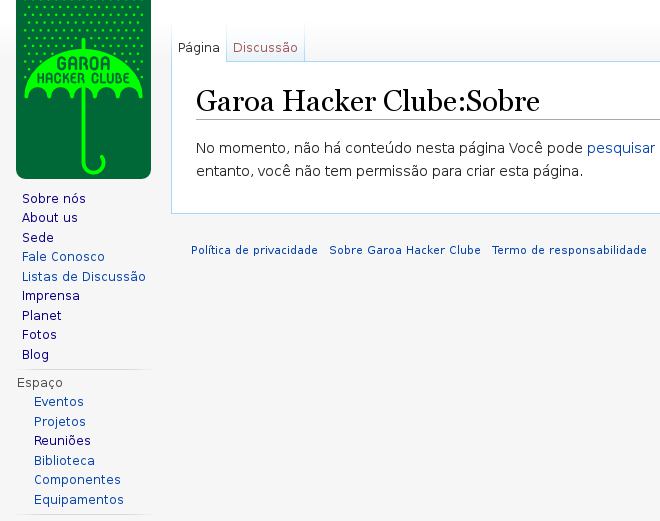 GAROA
HACKER CLUBE
Página
Discussão
Garoa Hacker Clube:Sobre
No momento, não há conteúdo nesta página Você pode pesquisar
entanto, você não tem permissão para criar esta página.
Política de privacidade Sobre Garoa Hacker Clube Termo de responsabilidade
Sobre nós
About us
Sede
Fale Conosco
Listas de Discussão
Imprensa
Planet
Fotos
Blog
Espaço
Eventos
Projetos
Reuniões
Biblioteca
Componentes
Equipamentos